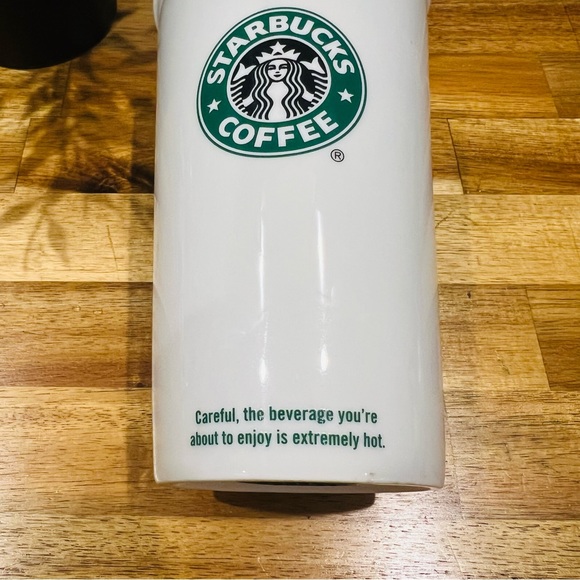 STARBUCKS
COFFEE
®
Careful, the beverage you're
about to enjoy is extremely hot.